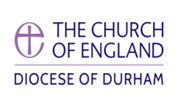 THE CHURCH
OF ENGLAND
DIOCESE OF DURHAM